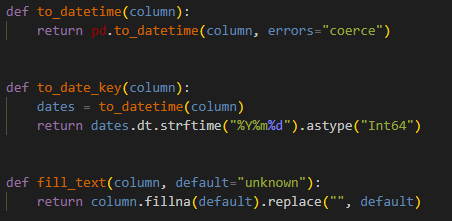 def to_datetime(column):
    return pd.to_datetime(column, errors="coerce")
def to_date_key(column):
    dates = to_datetime(column)
    return dates.dt.strftime("%Y%m%d").astype("Int64")
def fill_text(column, default="unknown"):
    return column.fillna(default).replace("", default)